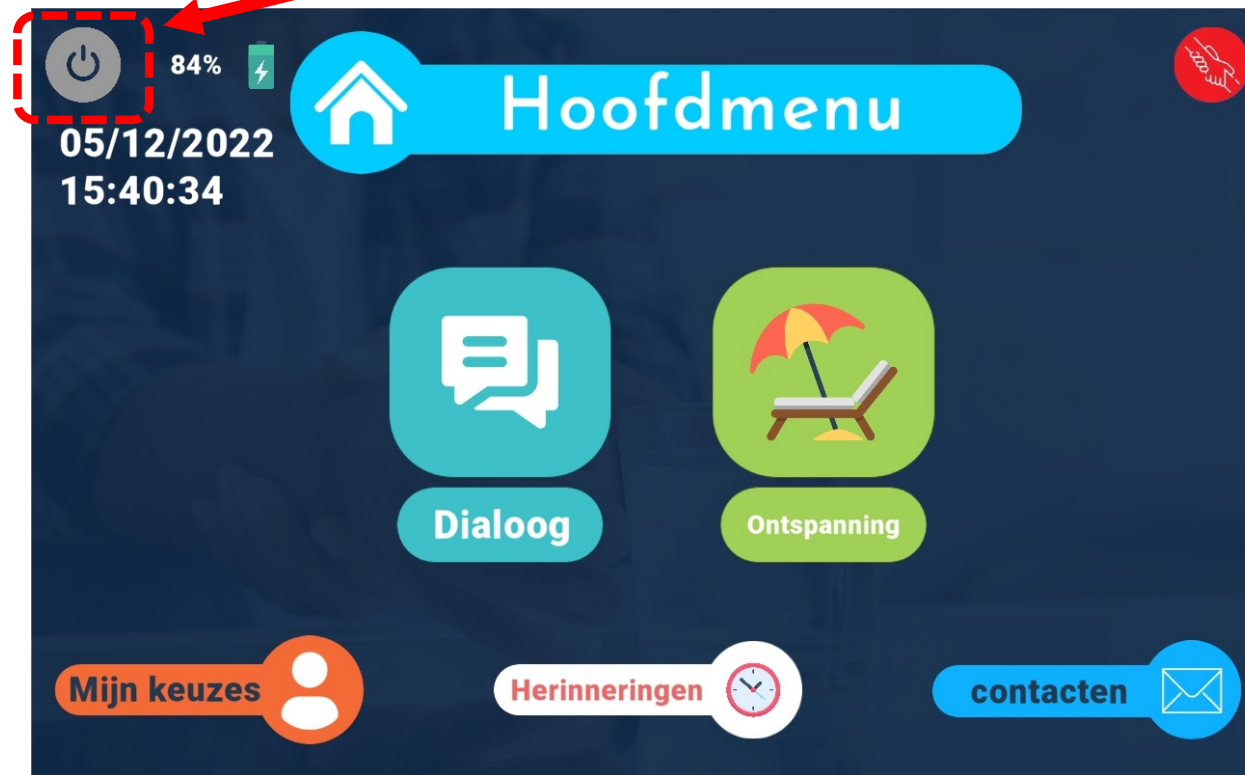 84%
Hoofdmenu
05/12/2022
15:40:34
Dialoog
Ontspanning
Mijn keuzes
Herinneringen
contacten